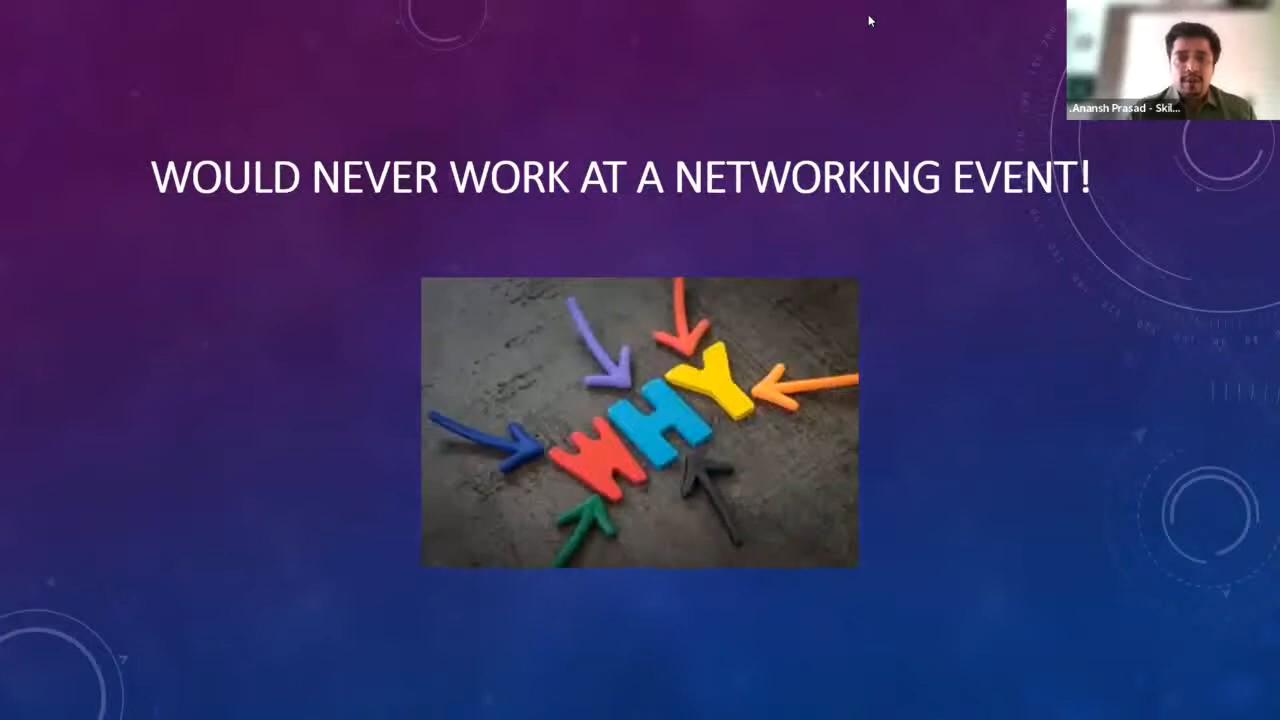 .Anansh Prasad - Skil...
WOULD NEVER WORK AT A NETWORKING EVENT!
WHY